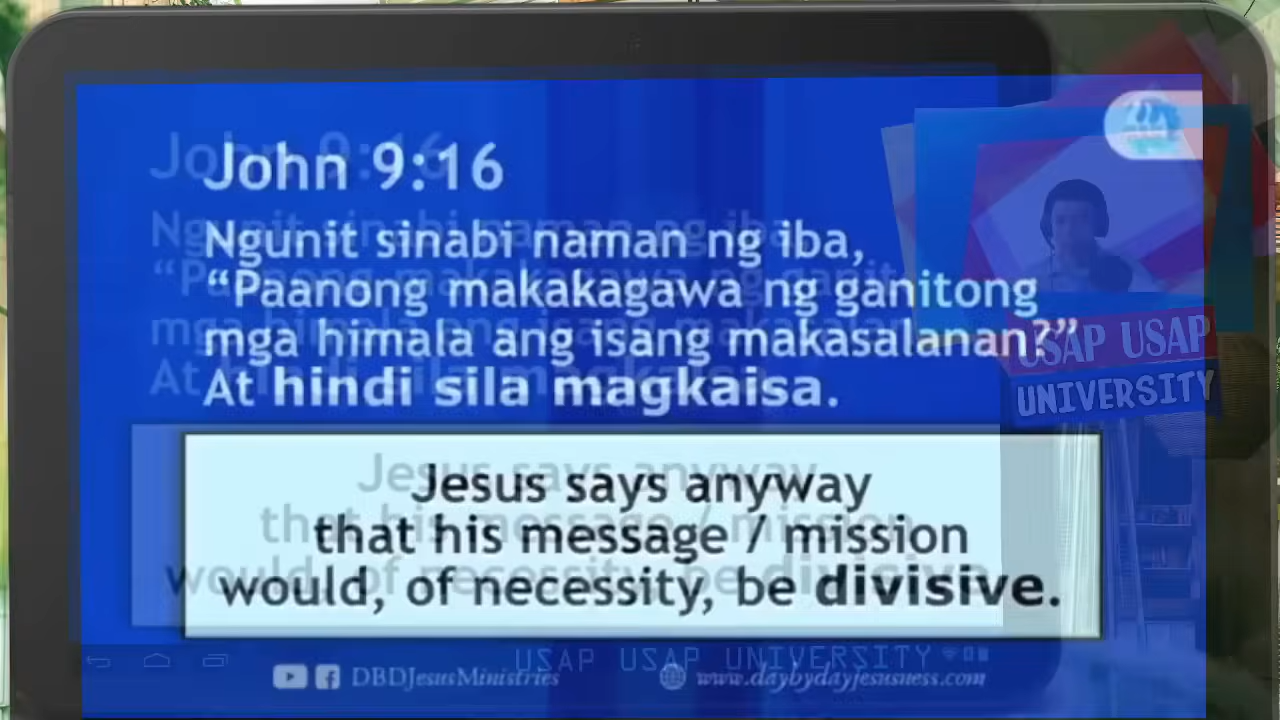 John 9:16
Ngunit sinabi naman ng iba,
“Paanong makakagawa ng ganitong
mga himala ang isang makasalanan?”
At hindi sila magkaisa.
USAP USAP
UNIVERSITY
Jesus says anyway
that his message / mission
would, of necessity, be divisive.
USAP USAP UNIVERSITY
DBDJesusMinistries
www.daybydayjesusness.com